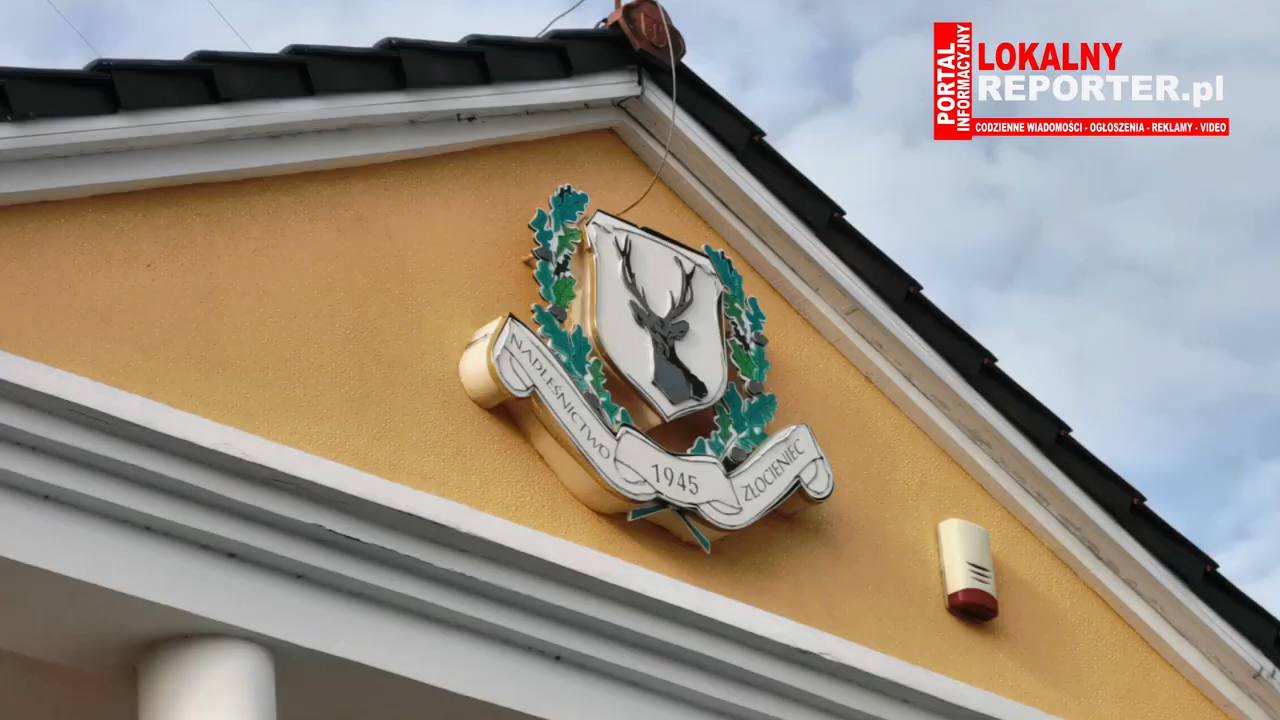 PORTAL
INFORMACYJNY
LOKALNY
REPORTER.pl
CODZIENNE WIADOMOŚCI - OGŁOSZENIA - REKLAMY - VIDEO
NADLEŚNICTWO
1945
ZŁOCIENIEC